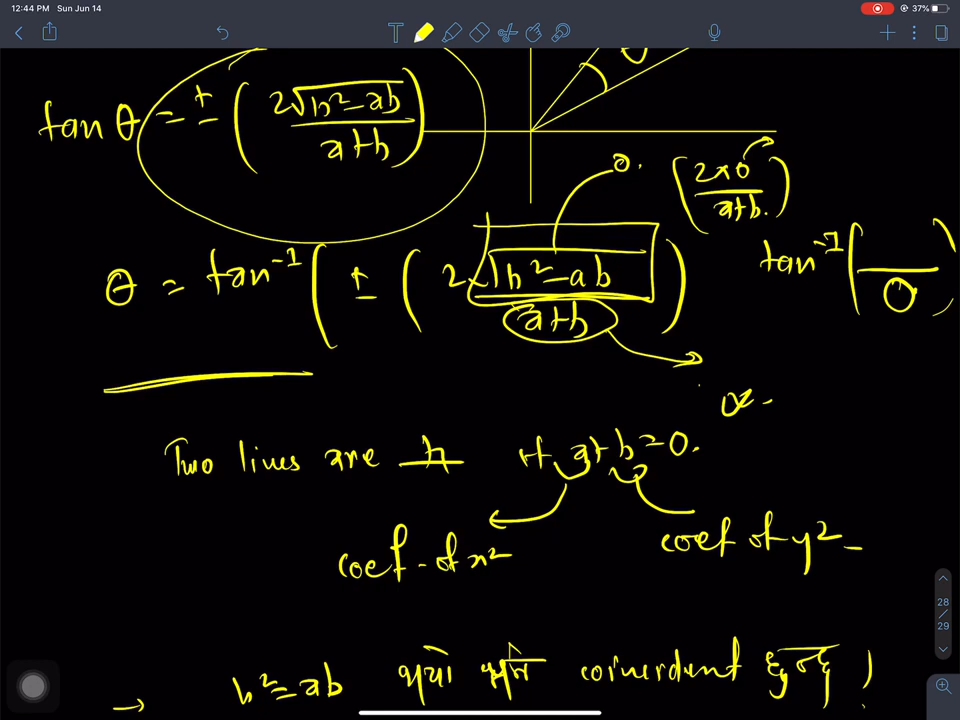 12:44 PM Sun Jun 14 37%
tan θ = ± (2√h²-ab / a+b)
0. (2×0 / a+b.)
θ = tan⁻¹ ( ± ( 2√h²-ab / a+b ) ) tan⁻¹ ( / 0 )
Two lines are if a+b=0.
coef. of x² coef of y²
→ h²=ab भयो भने coincident हुन्छ )
28 / 29